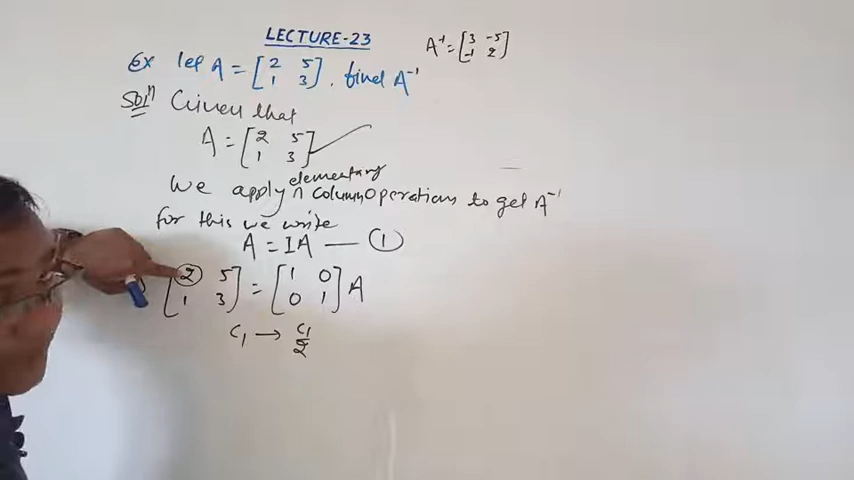 LECTURE-23
A⁻¹ = [3 -5
-1 2]
Ex let A = [2 5
1 3], find A⁻¹
Solⁿ Given that
A = [2 5
1 3]
We apply elementary column Operations to get A⁻¹
for this we write
A = IA — (1)
[2 5
1 3] = [1 0
0 1] A
C₁ → C₁/2